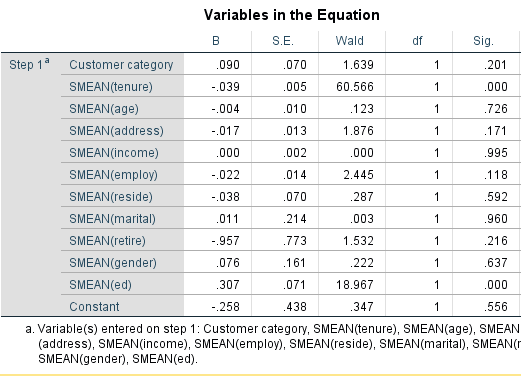 Variables in the Equation
B S.E. Wald df Sig.
Step 1a Customer category .090 .070 1.639 1 .201
SMEAN(tenure) -.039 .005 60.566 1 .000
SMEAN(age) -.004 .010 .123 1 .726
SMEAN(address) -.017 .013 1.876 1 .171
SMEAN(income) .000 .002 .000 1 .995
SMEAN(employ) -.022 .014 2.445 1 .118
SMEAN(reside) -.038 .070 .287 1 .592
SMEAN(marital) .011 .214 .003 1 .960
SMEAN(retire) -.957 .773 1.532 1 .216
SMEAN(gender) .076 .161 .222 1 .637
SMEAN(ed) .307 .071 18.967 1 .000
Constant -.258 .438 .347 1 .556
a. Variable(s) entered on step 1: Customer category, SMEAN(tenure), SMEAN(age), SMEAN
(address), SMEAN(income), SMEAN(employ), SMEAN(reside), SMEAN(marital), SMEAN(r
SMEAN(gender), SMEAN(ed).